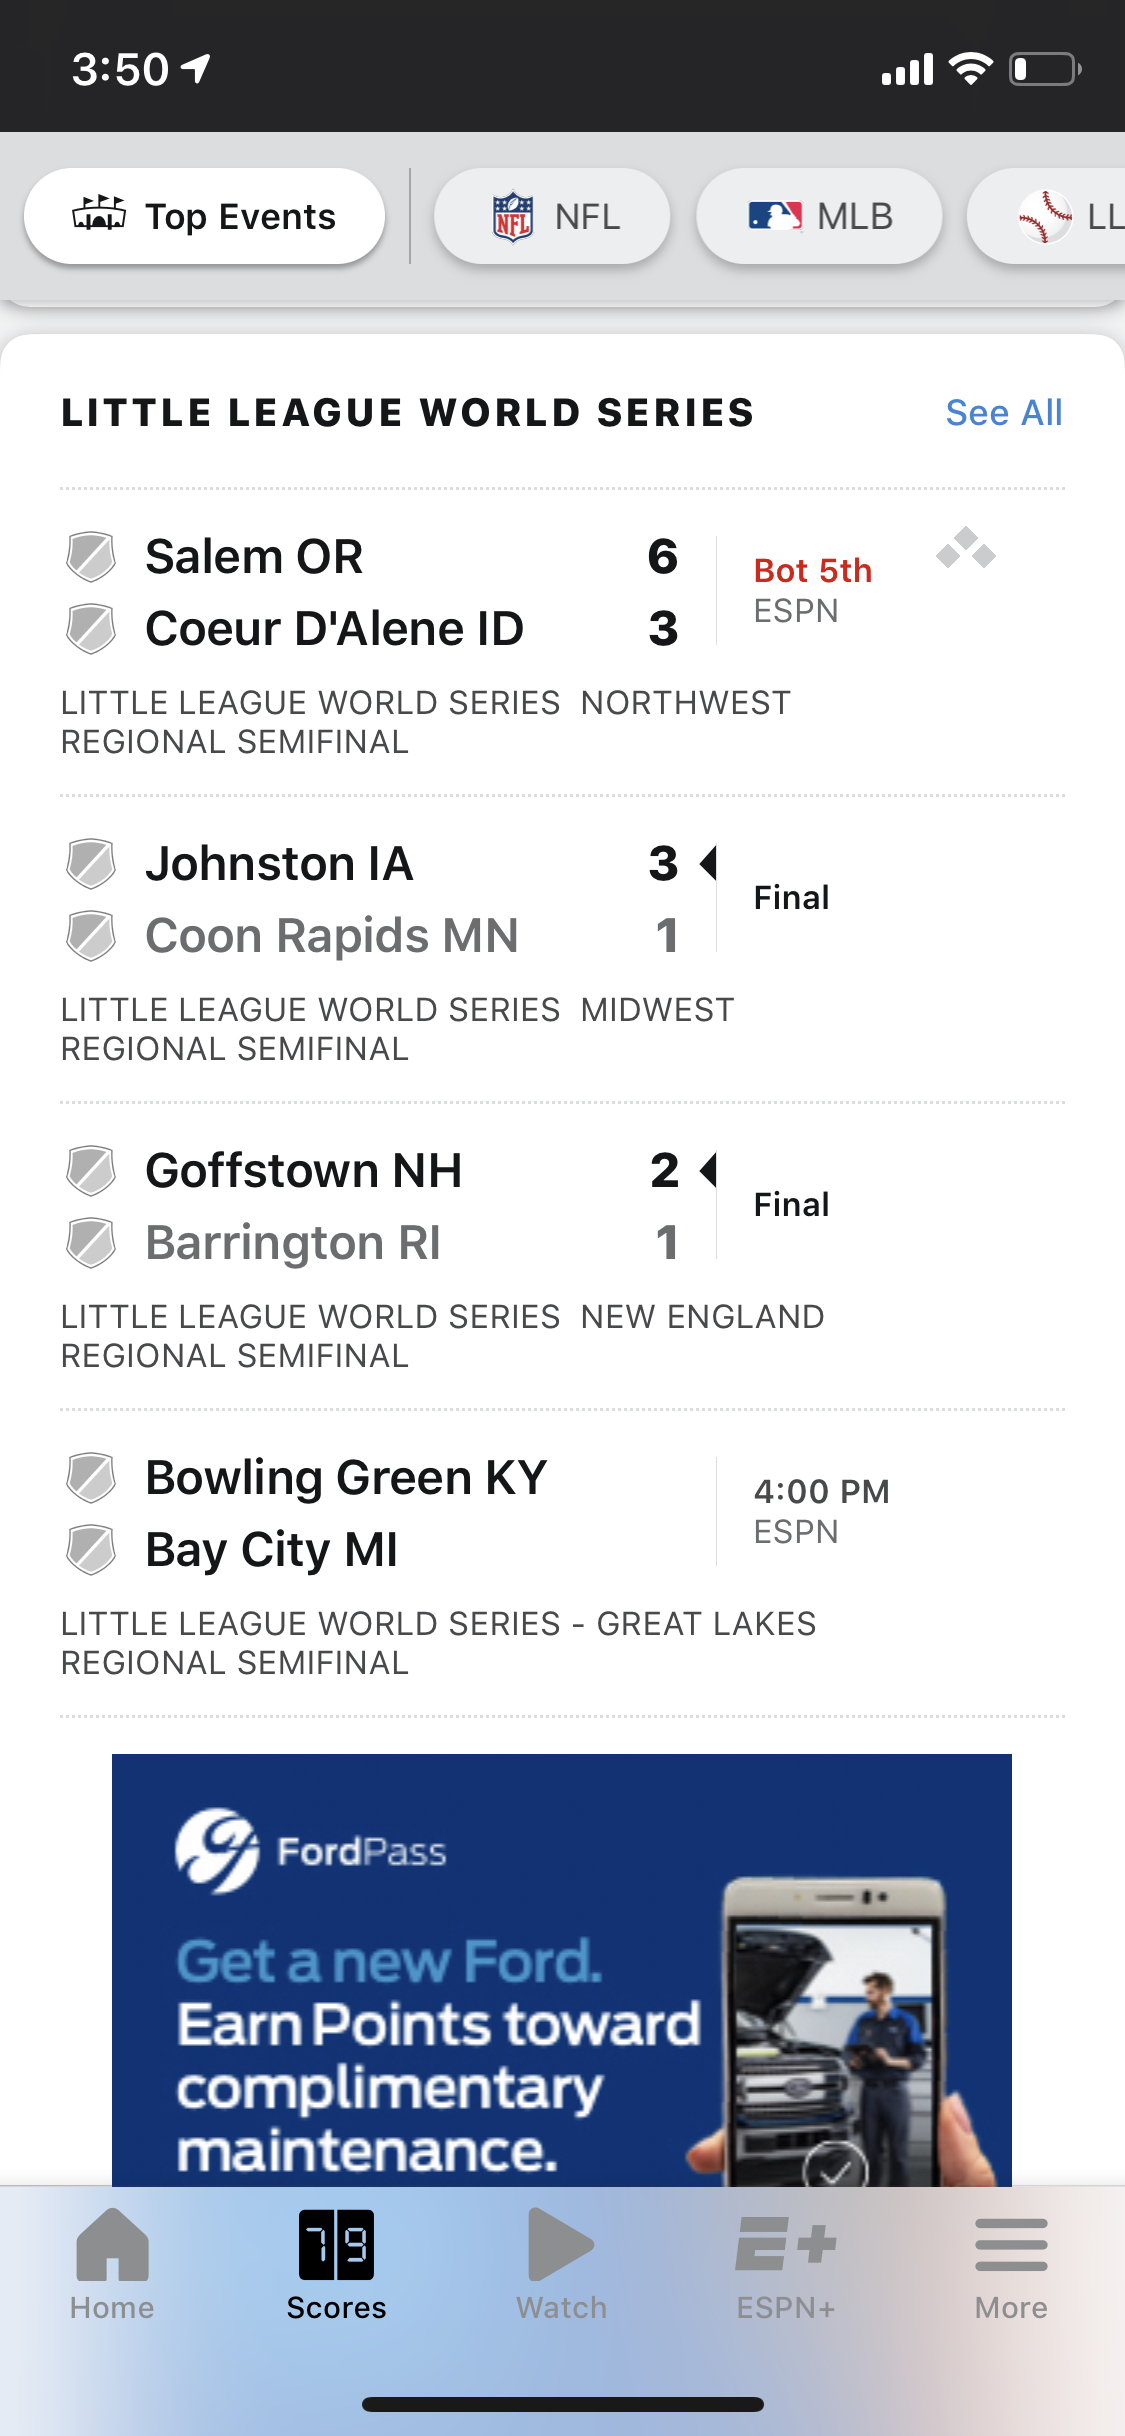 3:50
Top Events
NFL
NFL
MLB
LL
LITTLE LEAGUE WORLD SERIES
See All
Salem OR 6
Bot 5th
ESPN
Coeur D'Alene ID 3
LITTLE LEAGUE WORLD SERIES  NORTHWEST
REGIONAL SEMIFINAL
Johnston IA 3
Final
Coon Rapids MN 1
LITTLE LEAGUE WORLD SERIES  MIDWEST
REGIONAL SEMIFINAL
Goffstown NH 2
Final
Barrington RI 1
LITTLE LEAGUE WORLD SERIES  NEW ENGLAND
REGIONAL SEMIFINAL
Bowling Green KY
4:00 PM
ESPN
Bay City MI
LITTLE LEAGUE WORLD SERIES - GREAT LAKES
REGIONAL SEMIFINAL
FordPass
Get a new Ford.
Earn Points toward
complimentary
maintenance.
Home
79
Scores
Watch
E+
ESPN+
More